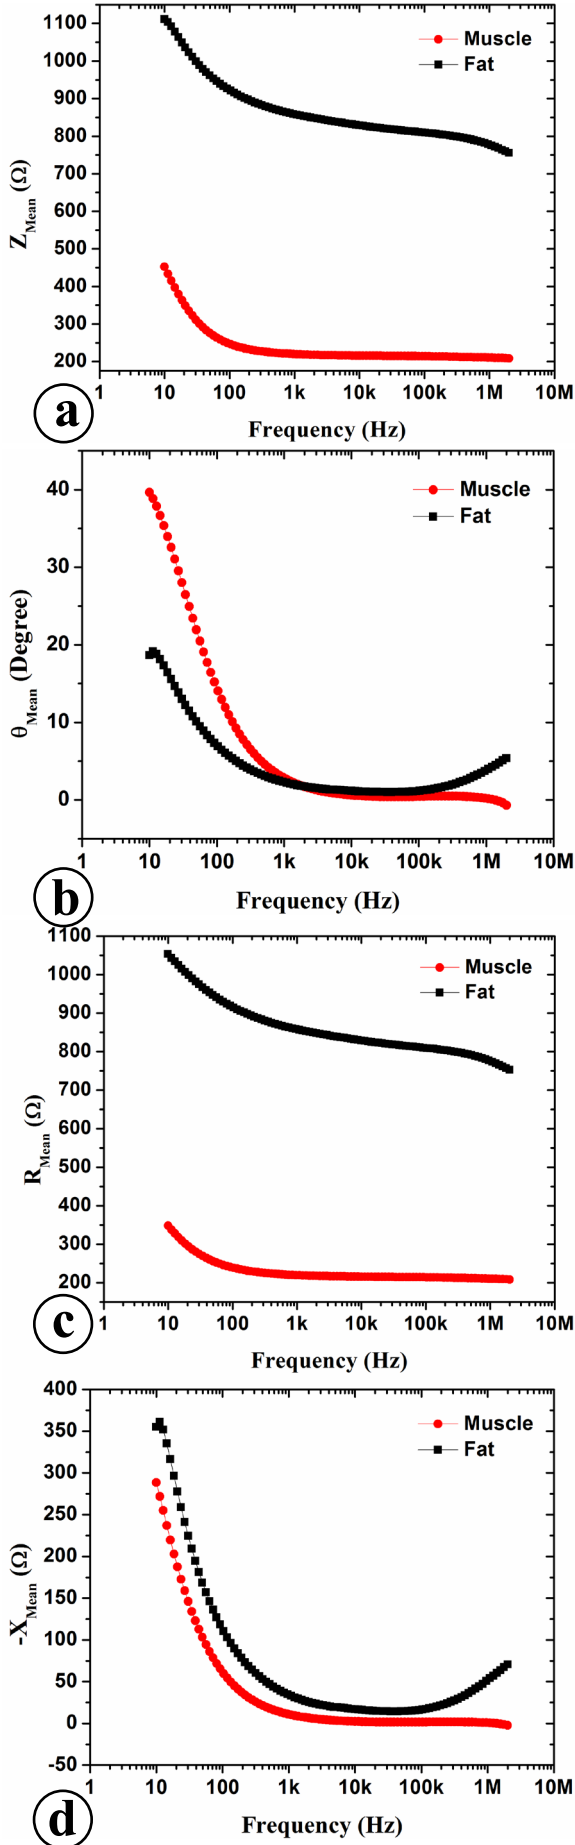 1100
1000
900
800
700
600
500
400
300
200
Z_Mean (Ω)
Muscle
Fat
1 10 100 1k 10k 100k 1M 10M
Frequency (Hz)
a
40
30
20
10
0
θ_Mean (Degree)
Muscle
Fat
1 10 100 1k 10k 100k 1M 10M
Frequency (Hz)
b
1100
1000
900
800
700
600
500
400
300
200
R_Mean (Ω)
Muscle
Fat
1 10 100 1k 10k 100k 1M 10M
Frequency (Hz)
c
400
350
300
250
200
150
100
50
0
-50
-X_Mean (Ω)
Muscle
Fat
1 10 100 1k 10k 100k 1M 10M
Frequency (Hz)
d